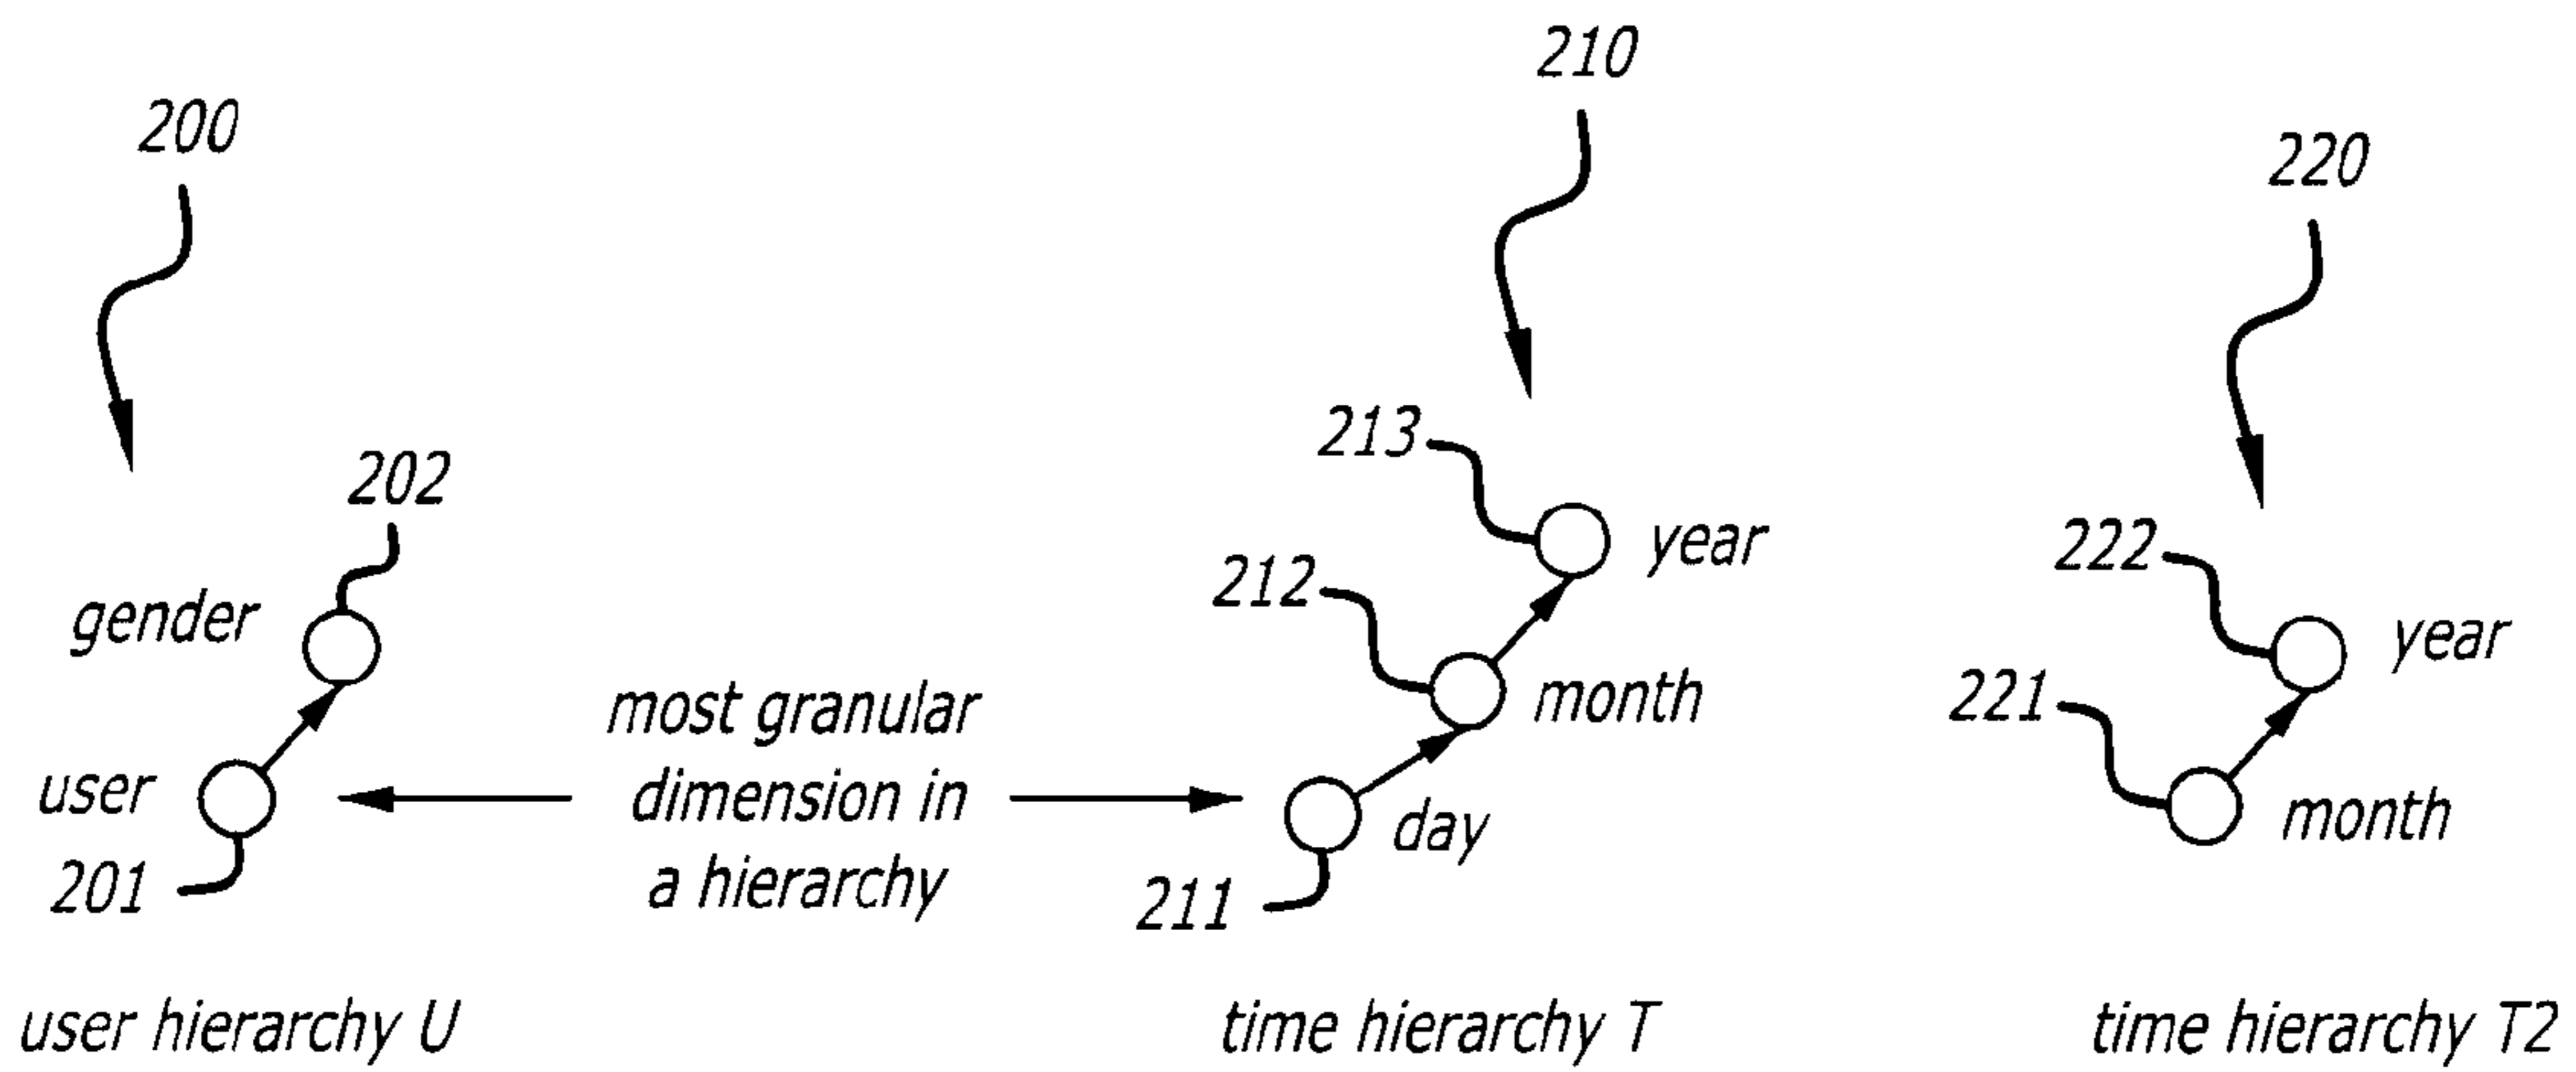 200
210
220
202
213
222
gender
212
year
year
user
most granular
dimension in
a hierarchy
month
221
month
201
211
day
user hierarchy U
time hierarchy T
time hierarchy T2